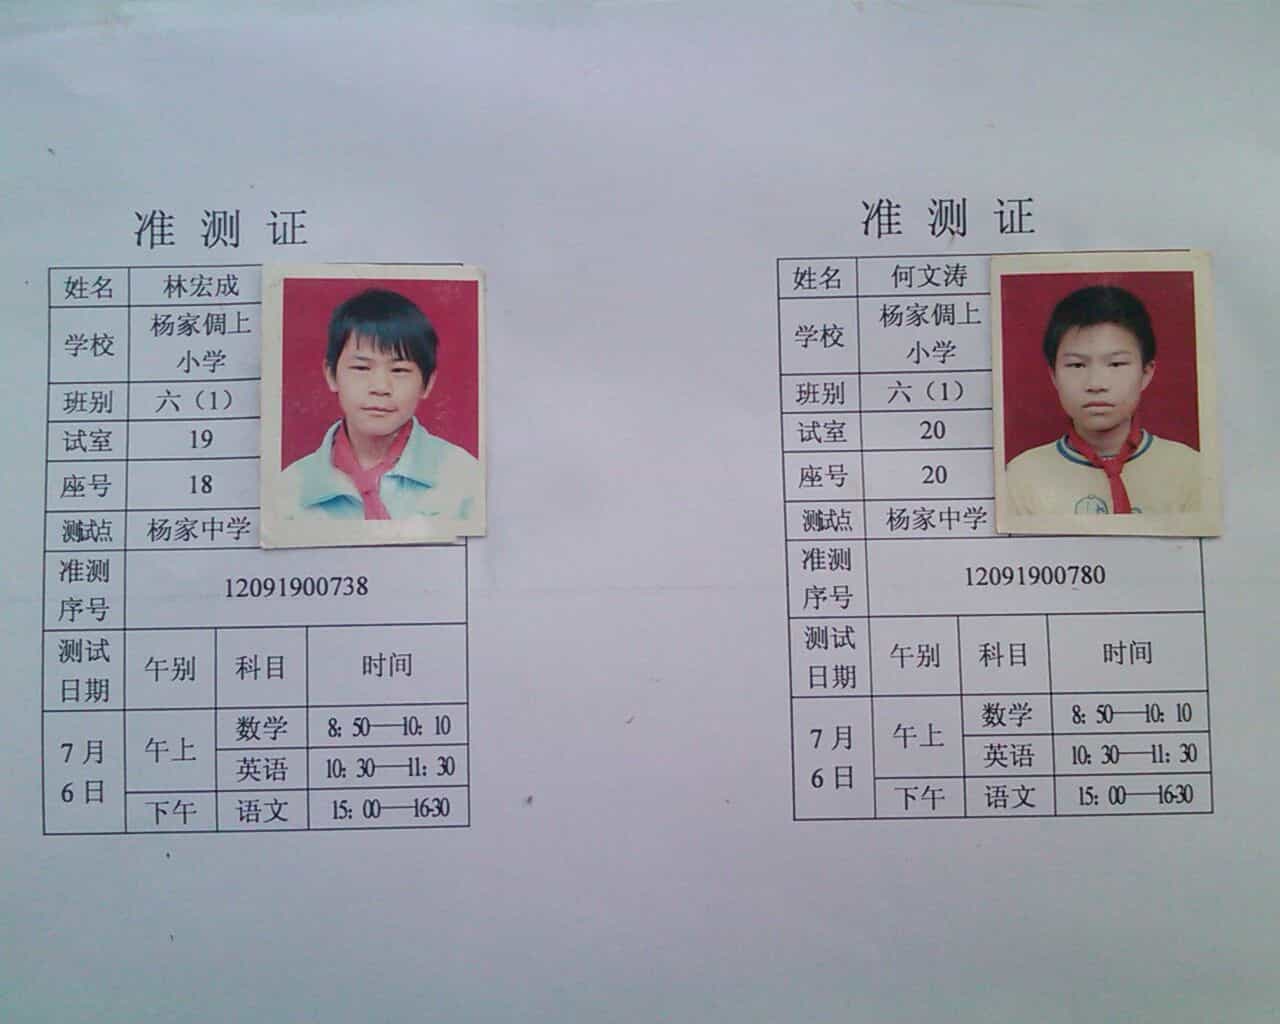 准测证
姓名 林宏成
学校 杨家倜上
小学
班别 六（1）
试室 19
座号 18
测试点 杨家中学
准测
序号 12091900738
测试
日期 午别 科目 时间
7月
6日 午上 数学 8：50—10：10
英语 10：30—11：30
下午 语文 15：00—16-30
准测证
姓名 何文涛
学校 杨家倜上
小学
班别 六（1）
试室 20
座号 20
测试点 杨家中学
准测
序号 12091900780
测试
日期 午别 科目 时间
7月
6日 午上 数学 8：50—10：10
英语 10：30—11：30
下午 语文 15：00—16-30